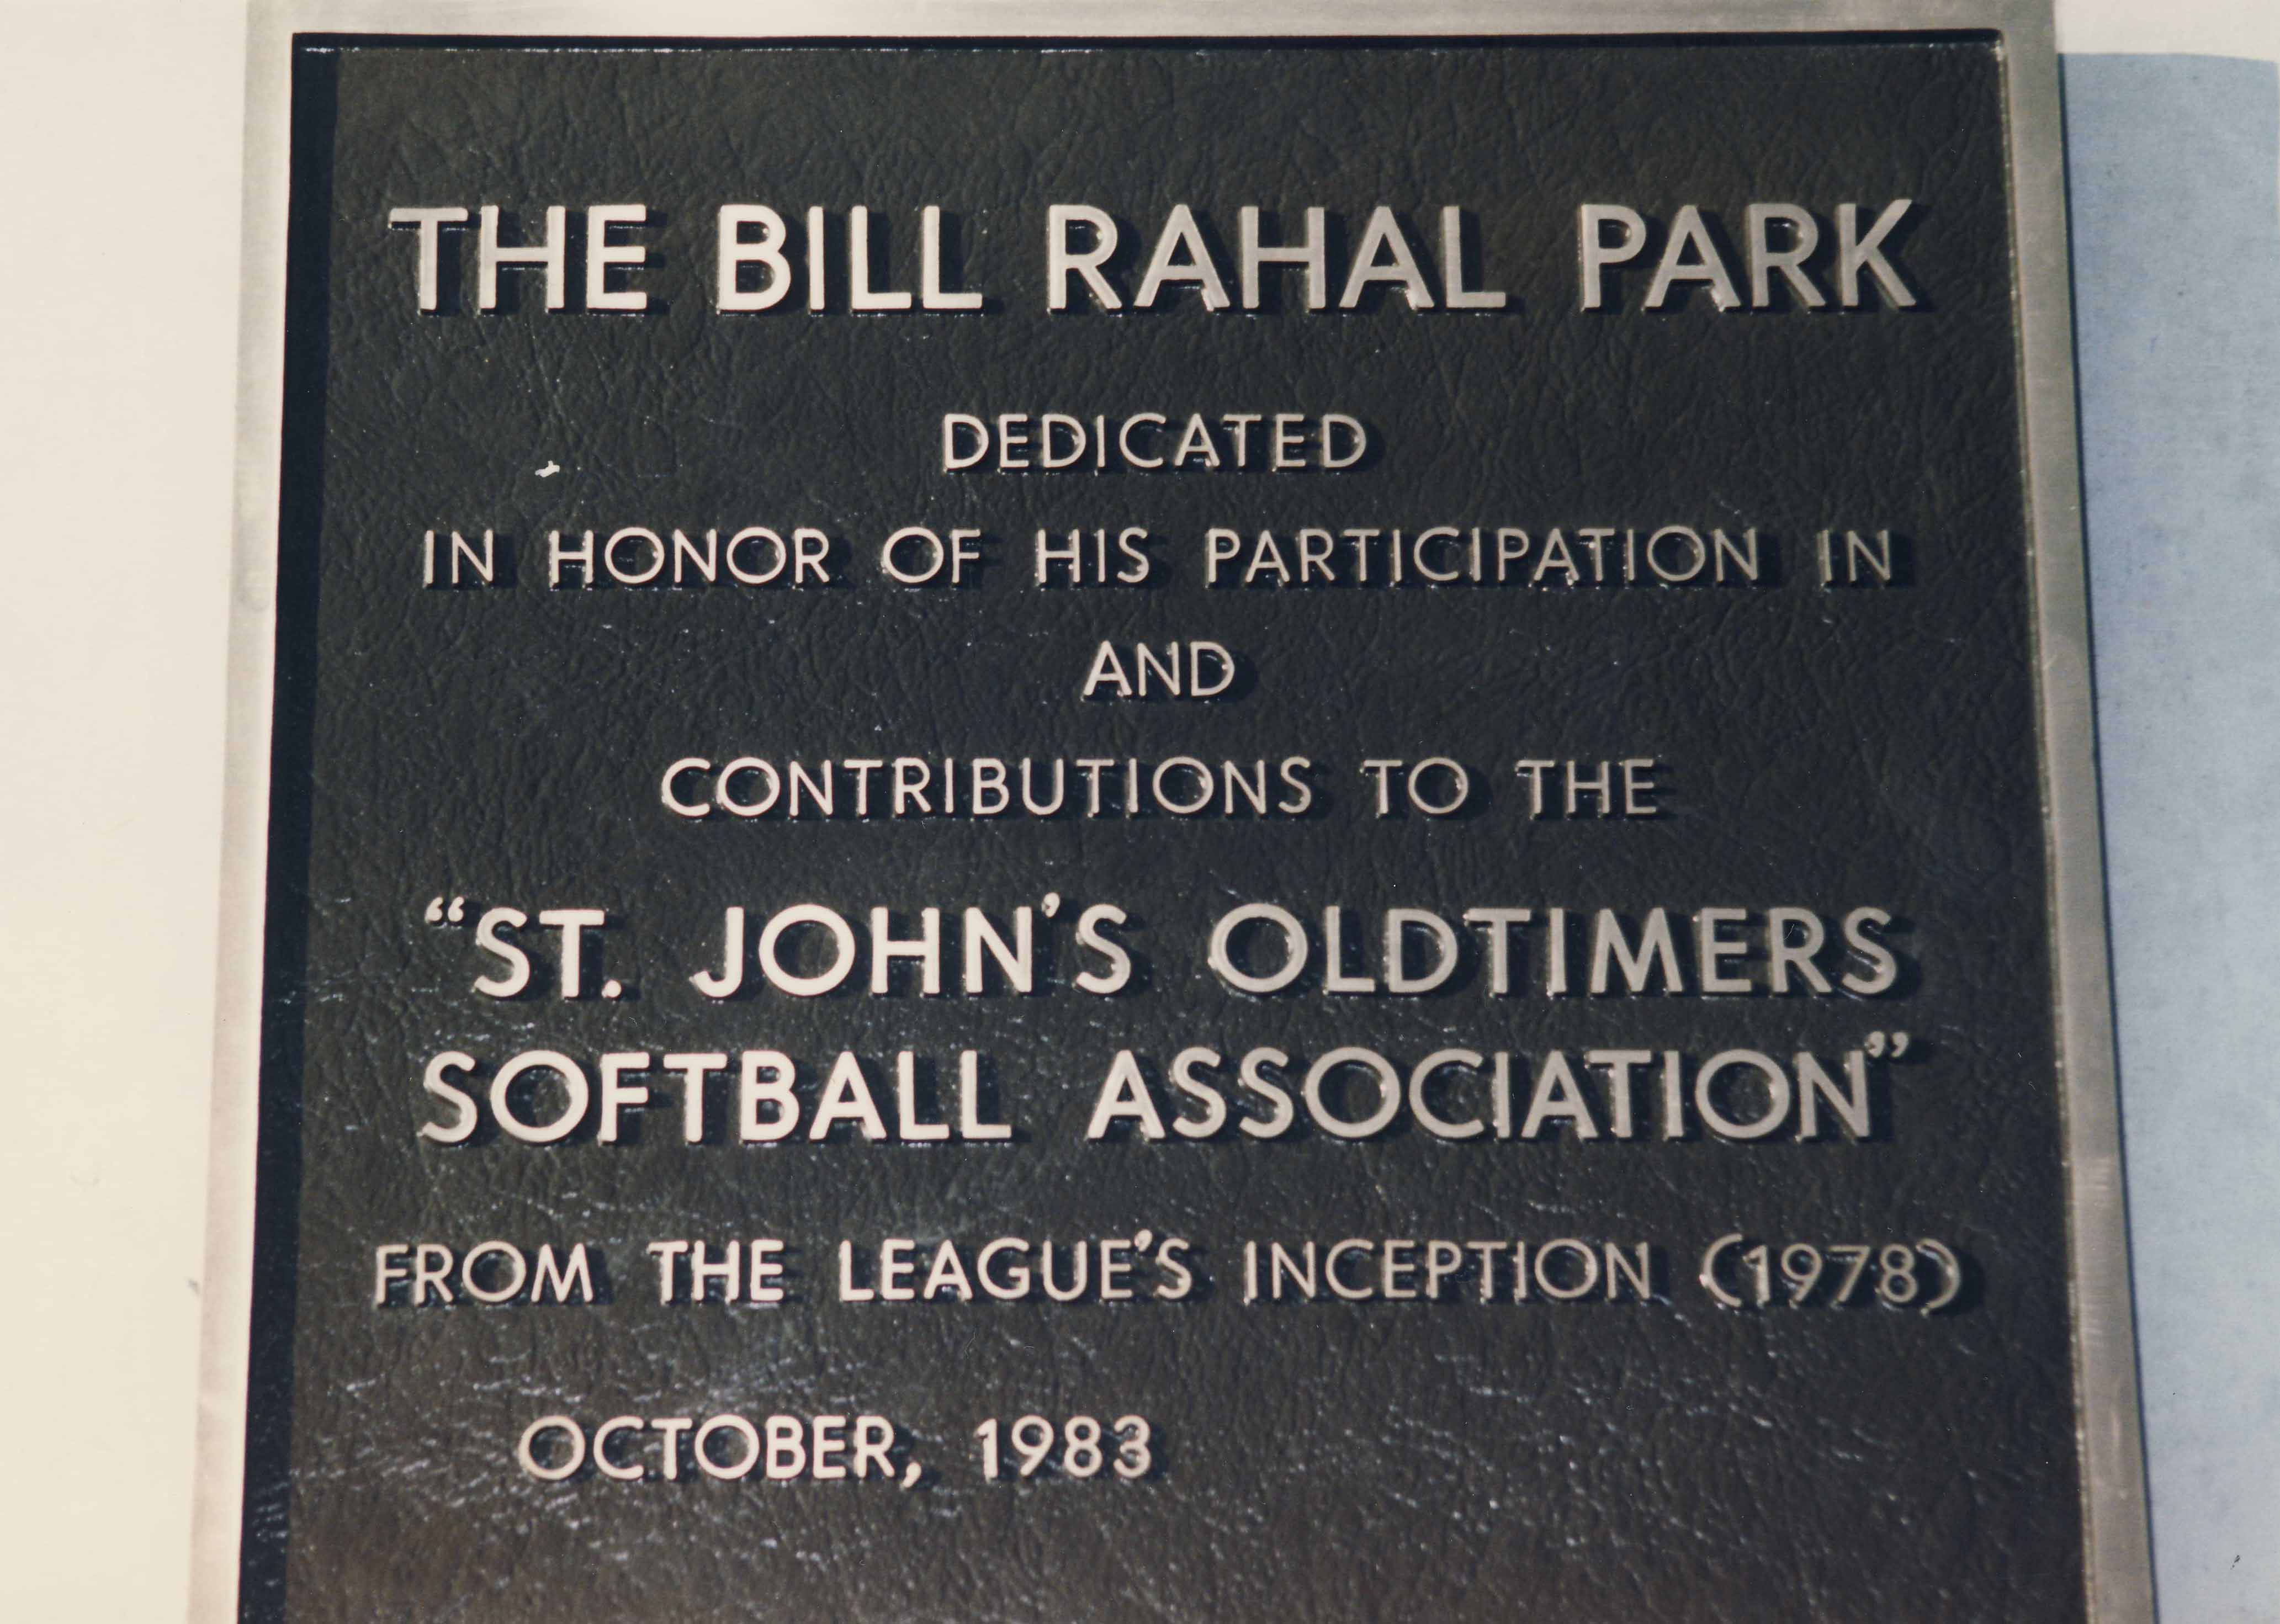 THE BILL RAHAL PARK
DEDICATED
IN HONOR OF HIS PARTICIPATION IN
AND
CONTRIBUTIONS TO THE
“ST. JOHN’S OLDTIMERS
SOFTBALL ASSOCIATION”
FROM THE LEAGUE’S INCEPTION (1978)
OCTOBER, 1983